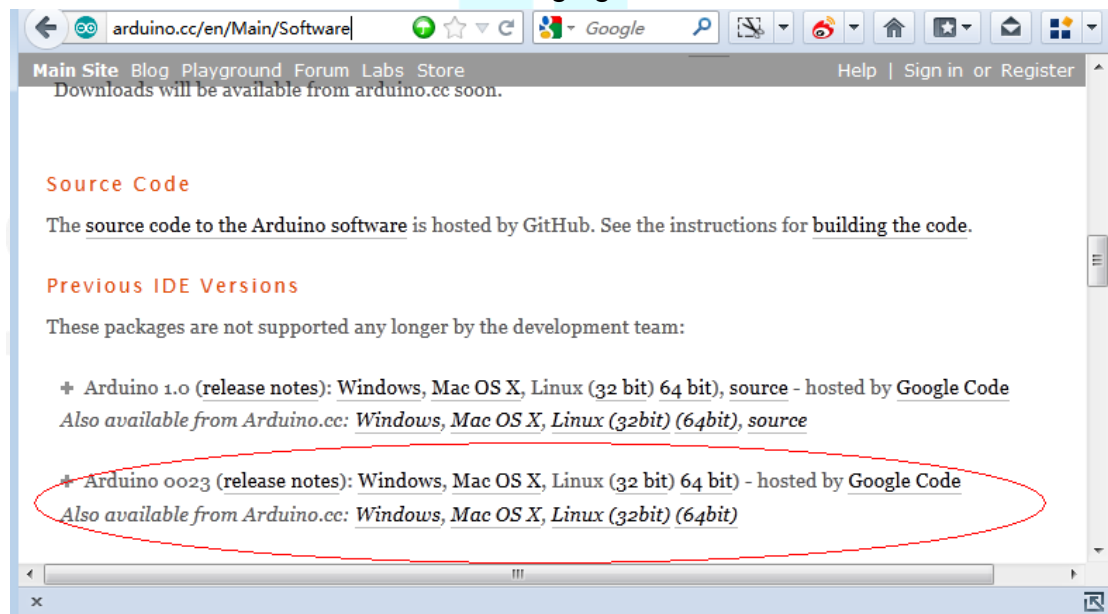 arduino.cc/en/Main/Software
Google
Main Site Blog Playground Forum Labs Store Help | Sign in or Register
Downloads will be available from arduino.cc soon.
Source Code
The source code to the Arduino software is hosted by GitHub. See the instructions for building the code.
Previous IDE Versions
These packages are not supported any longer by the development team:
Arduino 1.0 (release notes): Windows, Mac OS X, Linux (32 bit) 64 bit), source - hosted by Google Code
Also available from Arduino.cc: Windows, Mac OS X, Linux (32bit) (64bit), source
Arduino 0023 (release notes): Windows, Mac OS X, Linux (32 bit) 64 bit) - hosted by Google Code
Also available from Arduino.cc: Windows, Mac OS X, Linux (32bit) (64bit)